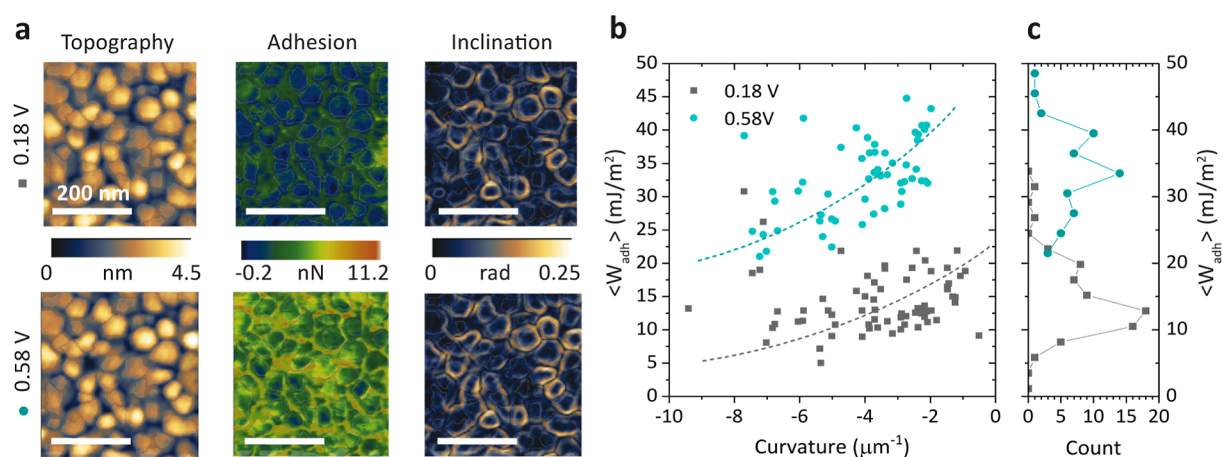 a
Topography
Adhesion
Inclination
0.18 V
200 nm
0 nm 4.5
-0.2 nN 11.2
0 rad 0.25
0.58 V
b
0.18 V
0.58V
50
45
40
35
30
25
20
15
10
5
0
<W_adh> (mJ/m²)
-10 -8 -6 -4 -2 0
Curvature (μm⁻¹)
c
50
40
30
20
10
0
<W_adh> (mJ/m²)
0 5 10 15 20
Count